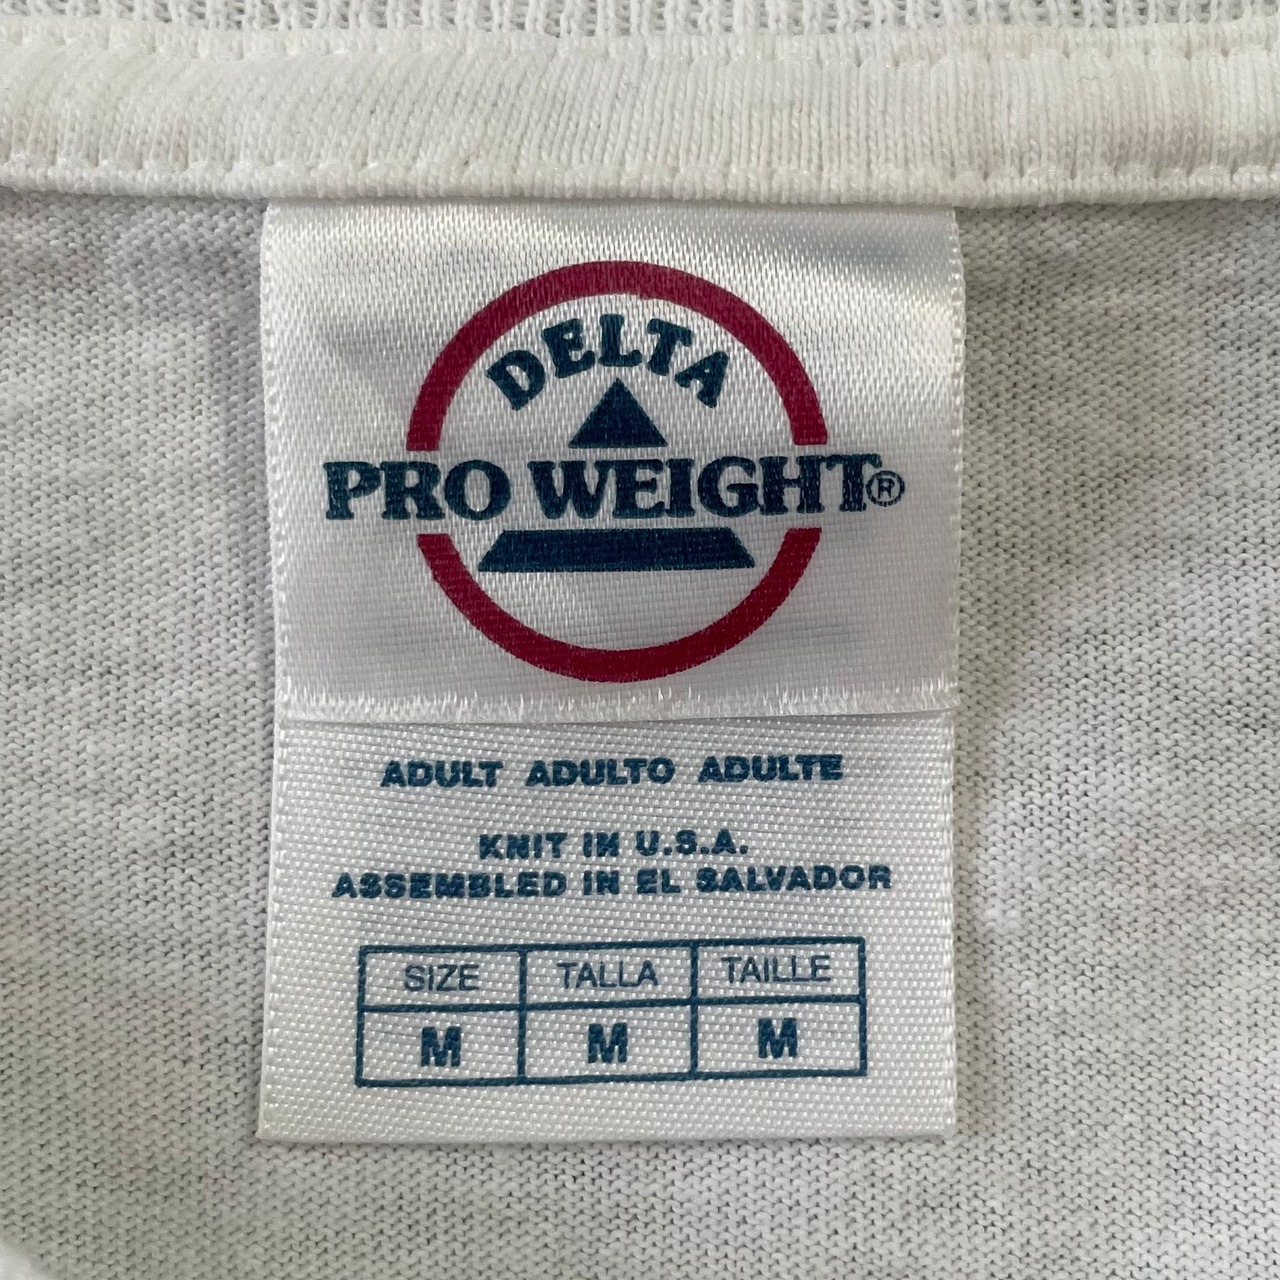 DELTA
PRO WEIGHT®
ADULT ADULTO ADULTE
KNIT IN U.S.A.
ASSEMBLED IN EL SALVADOR
SIZE TALLA TAILLE
M M M